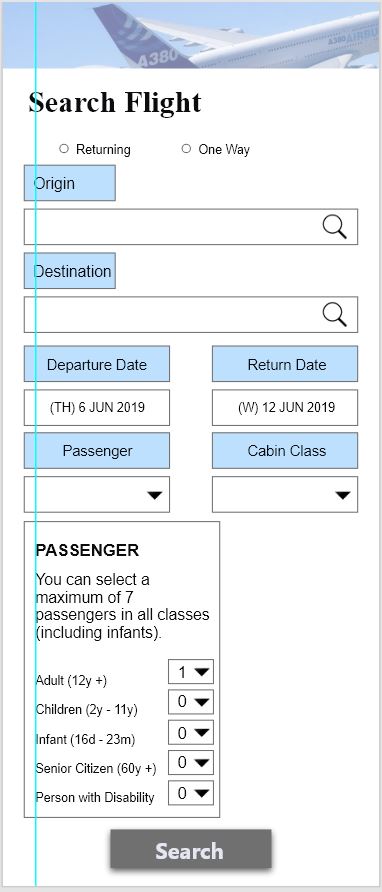 A380
A380 AIRBUS
Search Flight
Returning
One Way
Origin
Destination
Departure Date
Return Date
(TH) 6 JUN 2019
(W) 12 JUN 2019
Passenger
Cabin Class
PASSENGER
You can select a
maximum of 7
passengers in all classes
(including infants).
Adult (12y +)
1
Children (2y - 11y)
0
Infant (16d - 23m)
0
Senior Citizen (60y +)
0
Person with Disability
0
Search